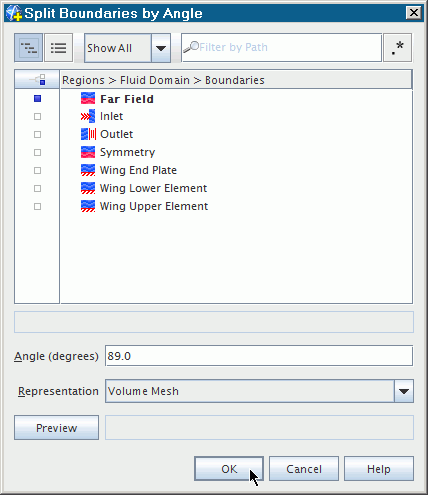 Split Boundaries by Angle
Show All Filter by Path .*
Regions > Fluid Domain > Boundaries
Far Field
Inlet
Outlet
Symmetry
Wing End Plate
Wing Lower Element
Wing Upper Element
Angle (degrees) 89.0
Representation Volume Mesh
Preview
OK Cancel Help